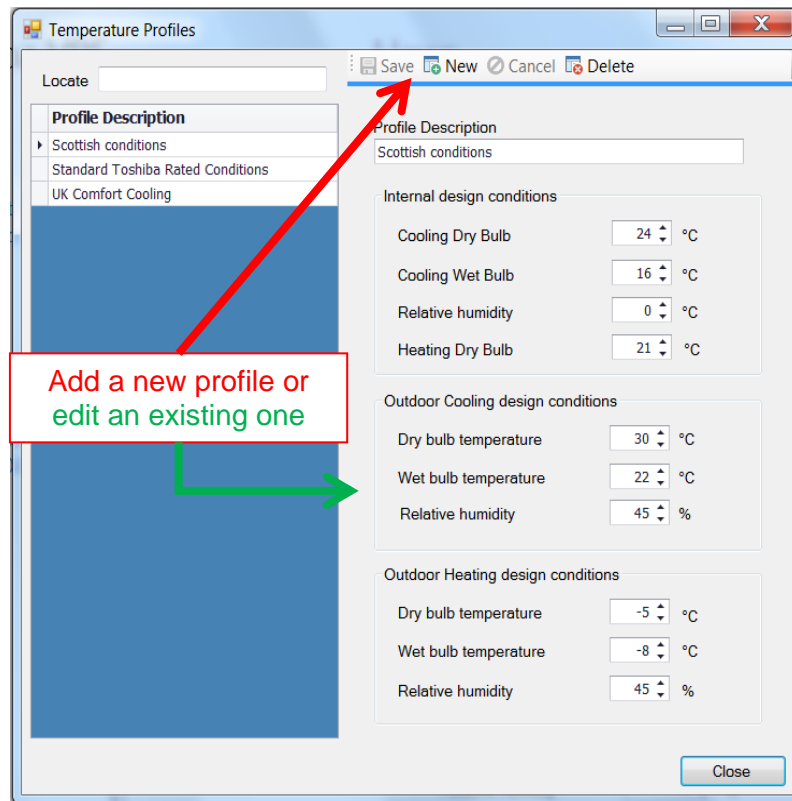 Temperature Profiles
Locate
Save New Cancel Delete
Profile Description
Scottish conditions
Standard Toshiba Rated Conditions
UK Comfort Cooling
Add a new profile or
edit an existing one
Profile Description
Scottish conditions
Internal design conditions
Cooling Dry Bulb 24 °C
Cooling Wet Bulb 16 °C
Relative humidity 0 °C
Heating Dry Bulb 21 °C
Outdoor Cooling design conditions
Dry bulb temperature 30 °C
Wet bulb temperature 22 °C
Relative humidity 45 %
Outdoor Heating design conditions
Dry bulb temperature -5 °C
Wet bulb temperature -8 °C
Relative humidity 45 %
Close